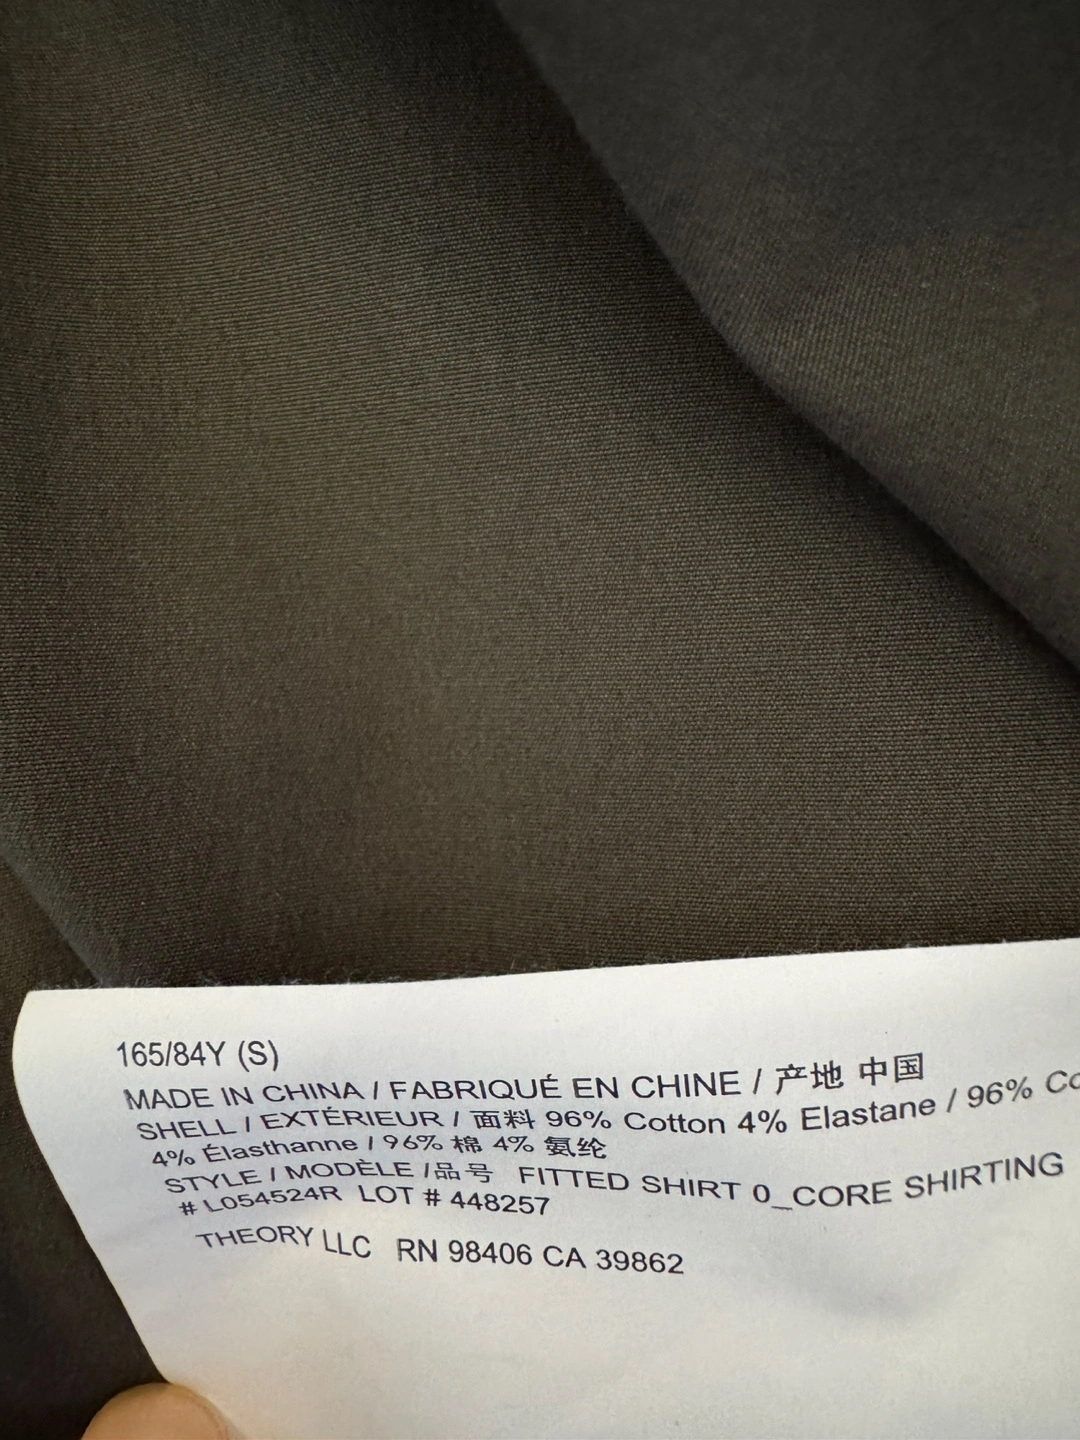 165/84Y (S)
MADE IN CHINA / FABRIQUÉ EN CHINE / 产地 中国
SHELL / EXTÉRIEUR / 面料 96% Cotton 4% Elastane / 96% Co
4% Élasthanne / 96% 棉 4% 氨纶
STYLE / MODÈLE /品号 FITTED SHIRT 0_CORE SHIRTING
# L054524R LOT # 448257
THEORY LLC RN 98406 CA 39862